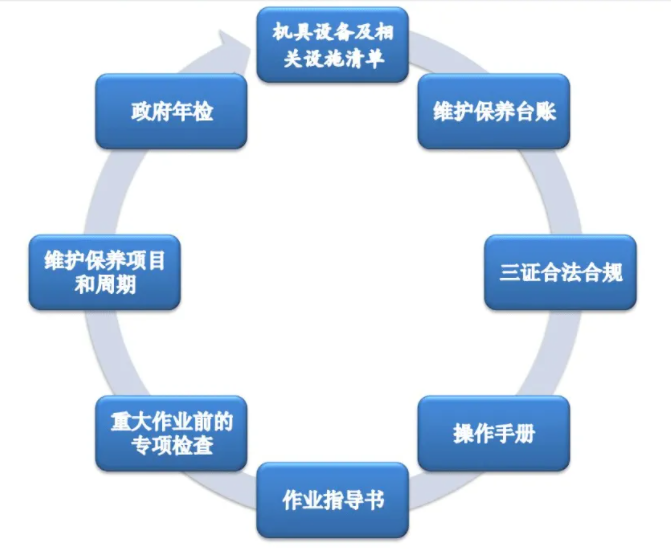 机具设备及相
关设施清单
维护保养台账
三证合法合规
操作手册
作业指导书
重大作业前的
专项检查
维护保养项目
和周期
政府年检